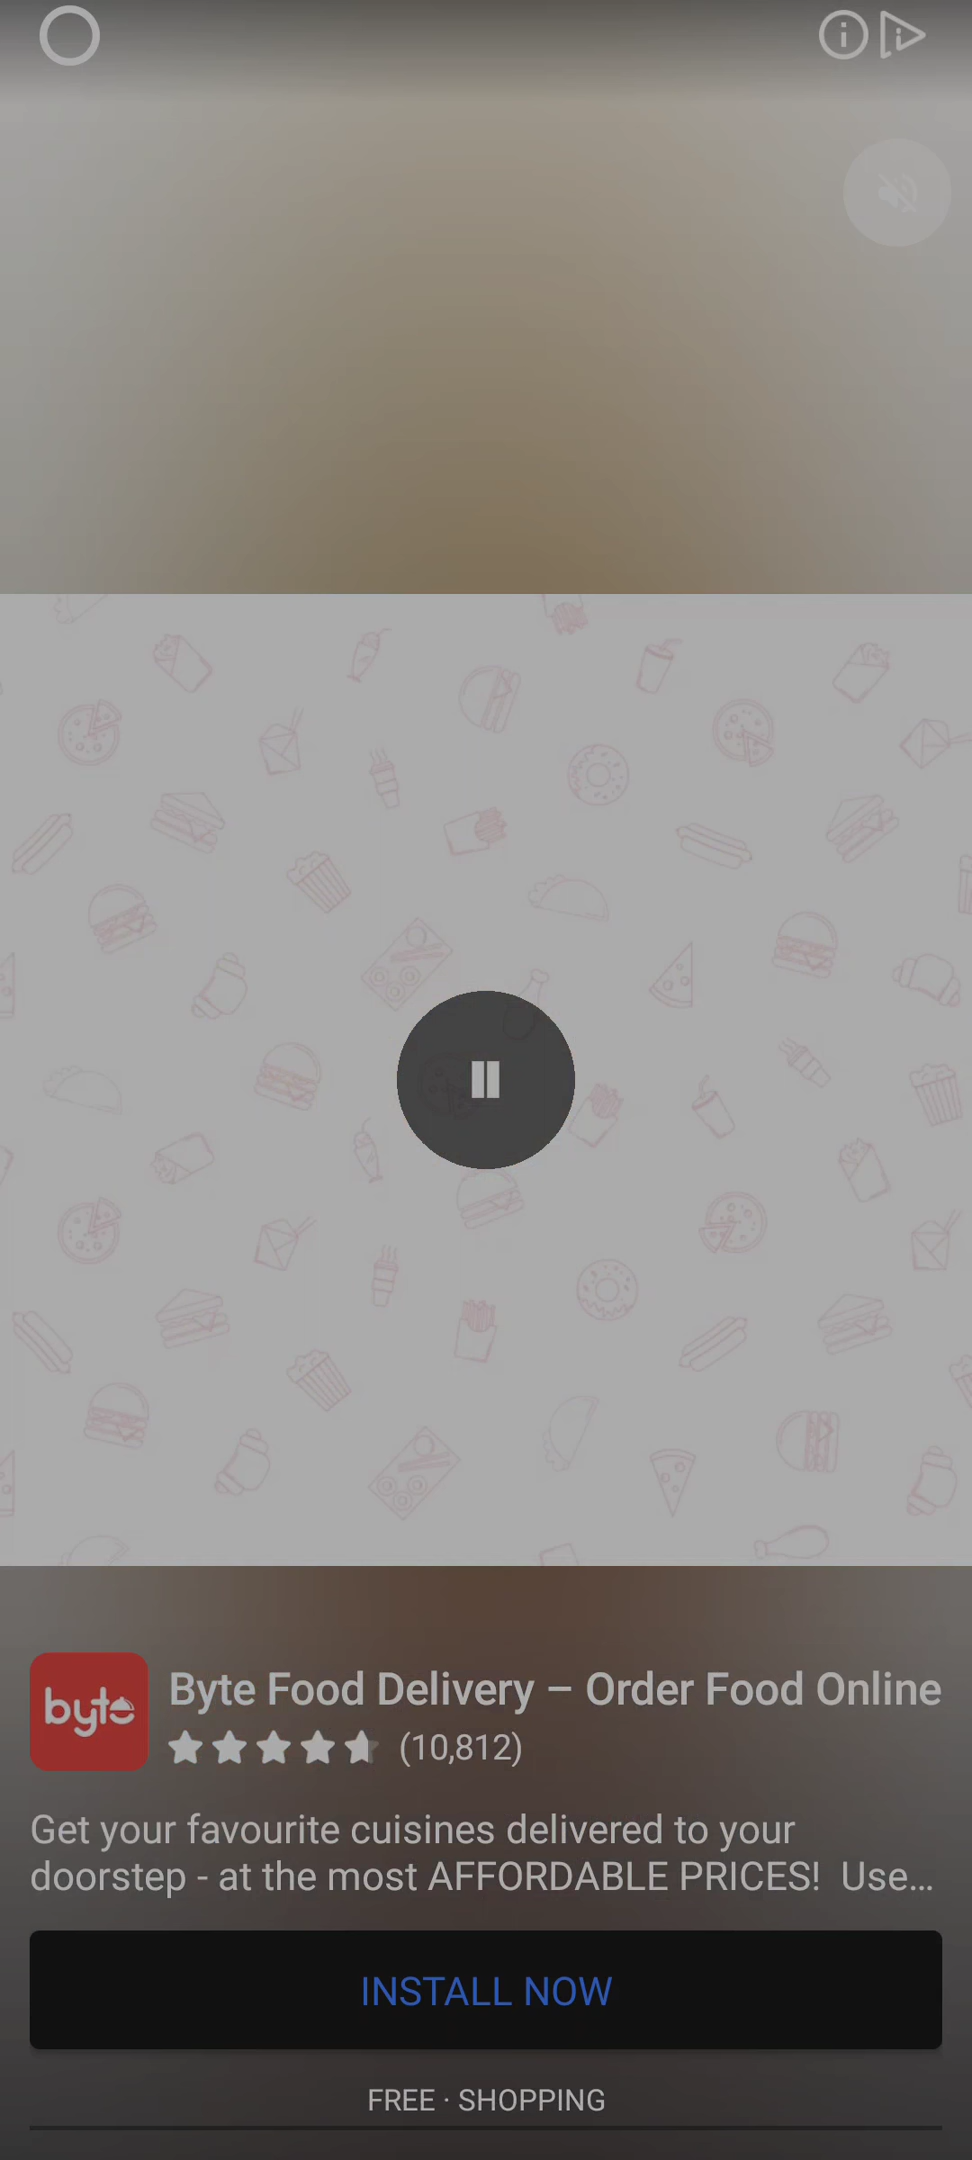 byte
Byte Food Delivery – Order Food Online
(10,812)
Get your favourite cuisines delivered to your
doorstep - at the most AFFORDABLE PRICES!  Use...
INSTALL NOW
FREE · SHOPPING